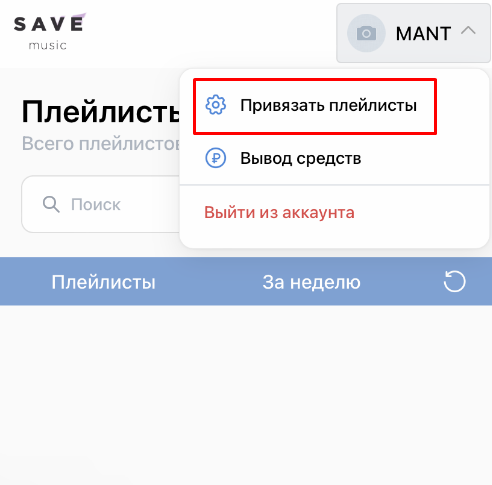 SAVE
music
MANT
Плейлисты
Всего плейлистов
Привязать плейлисты
Вывод средств
Выйти из аккаунта
Поиск
Плейлисты
За неделю